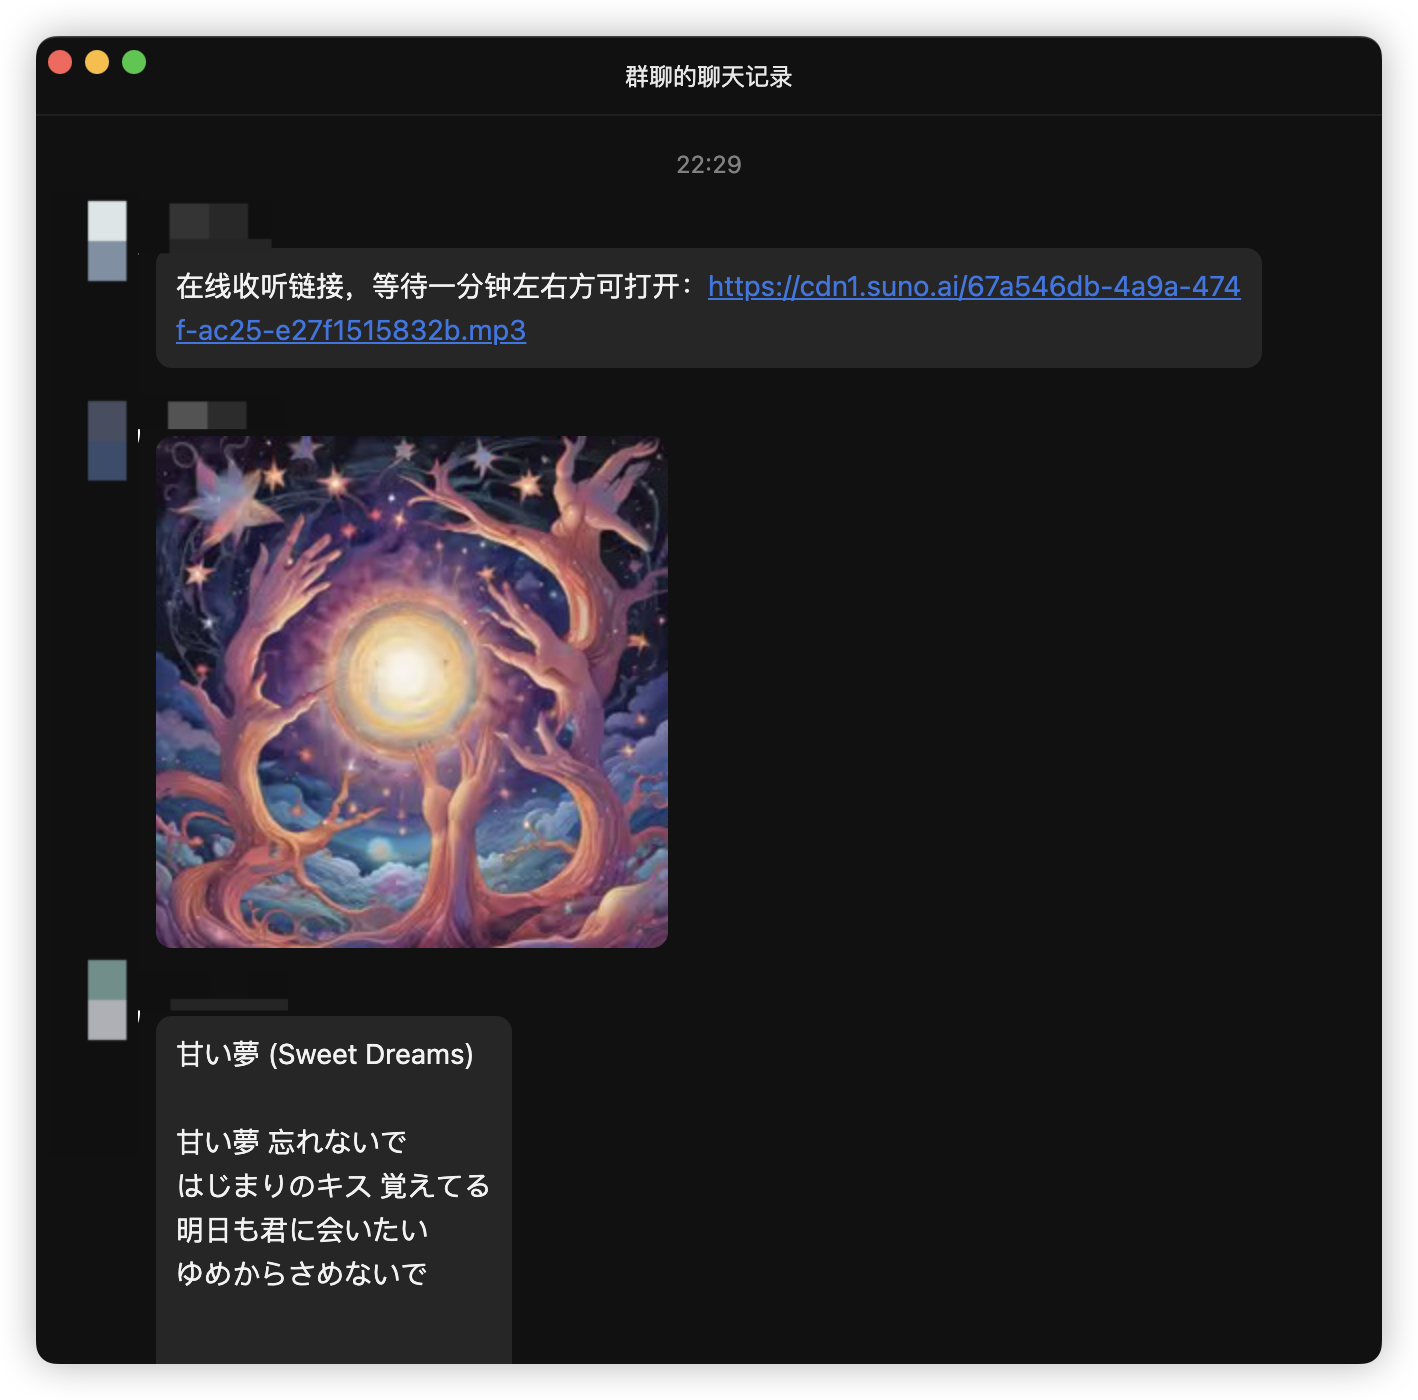 群聊的聊天记录
22:29
在线收听链接，等待一分钟左右方可打开：https://cdn1.suno.ai/67a546db-4a9a-474
f-ac25-e27f1515832b.mp3
甘い夢 (Sweet Dreams)
甘い夢 忘れないで
はじまりのキス 覚えてる
明日も君に会いたい
ゆめからさめないで